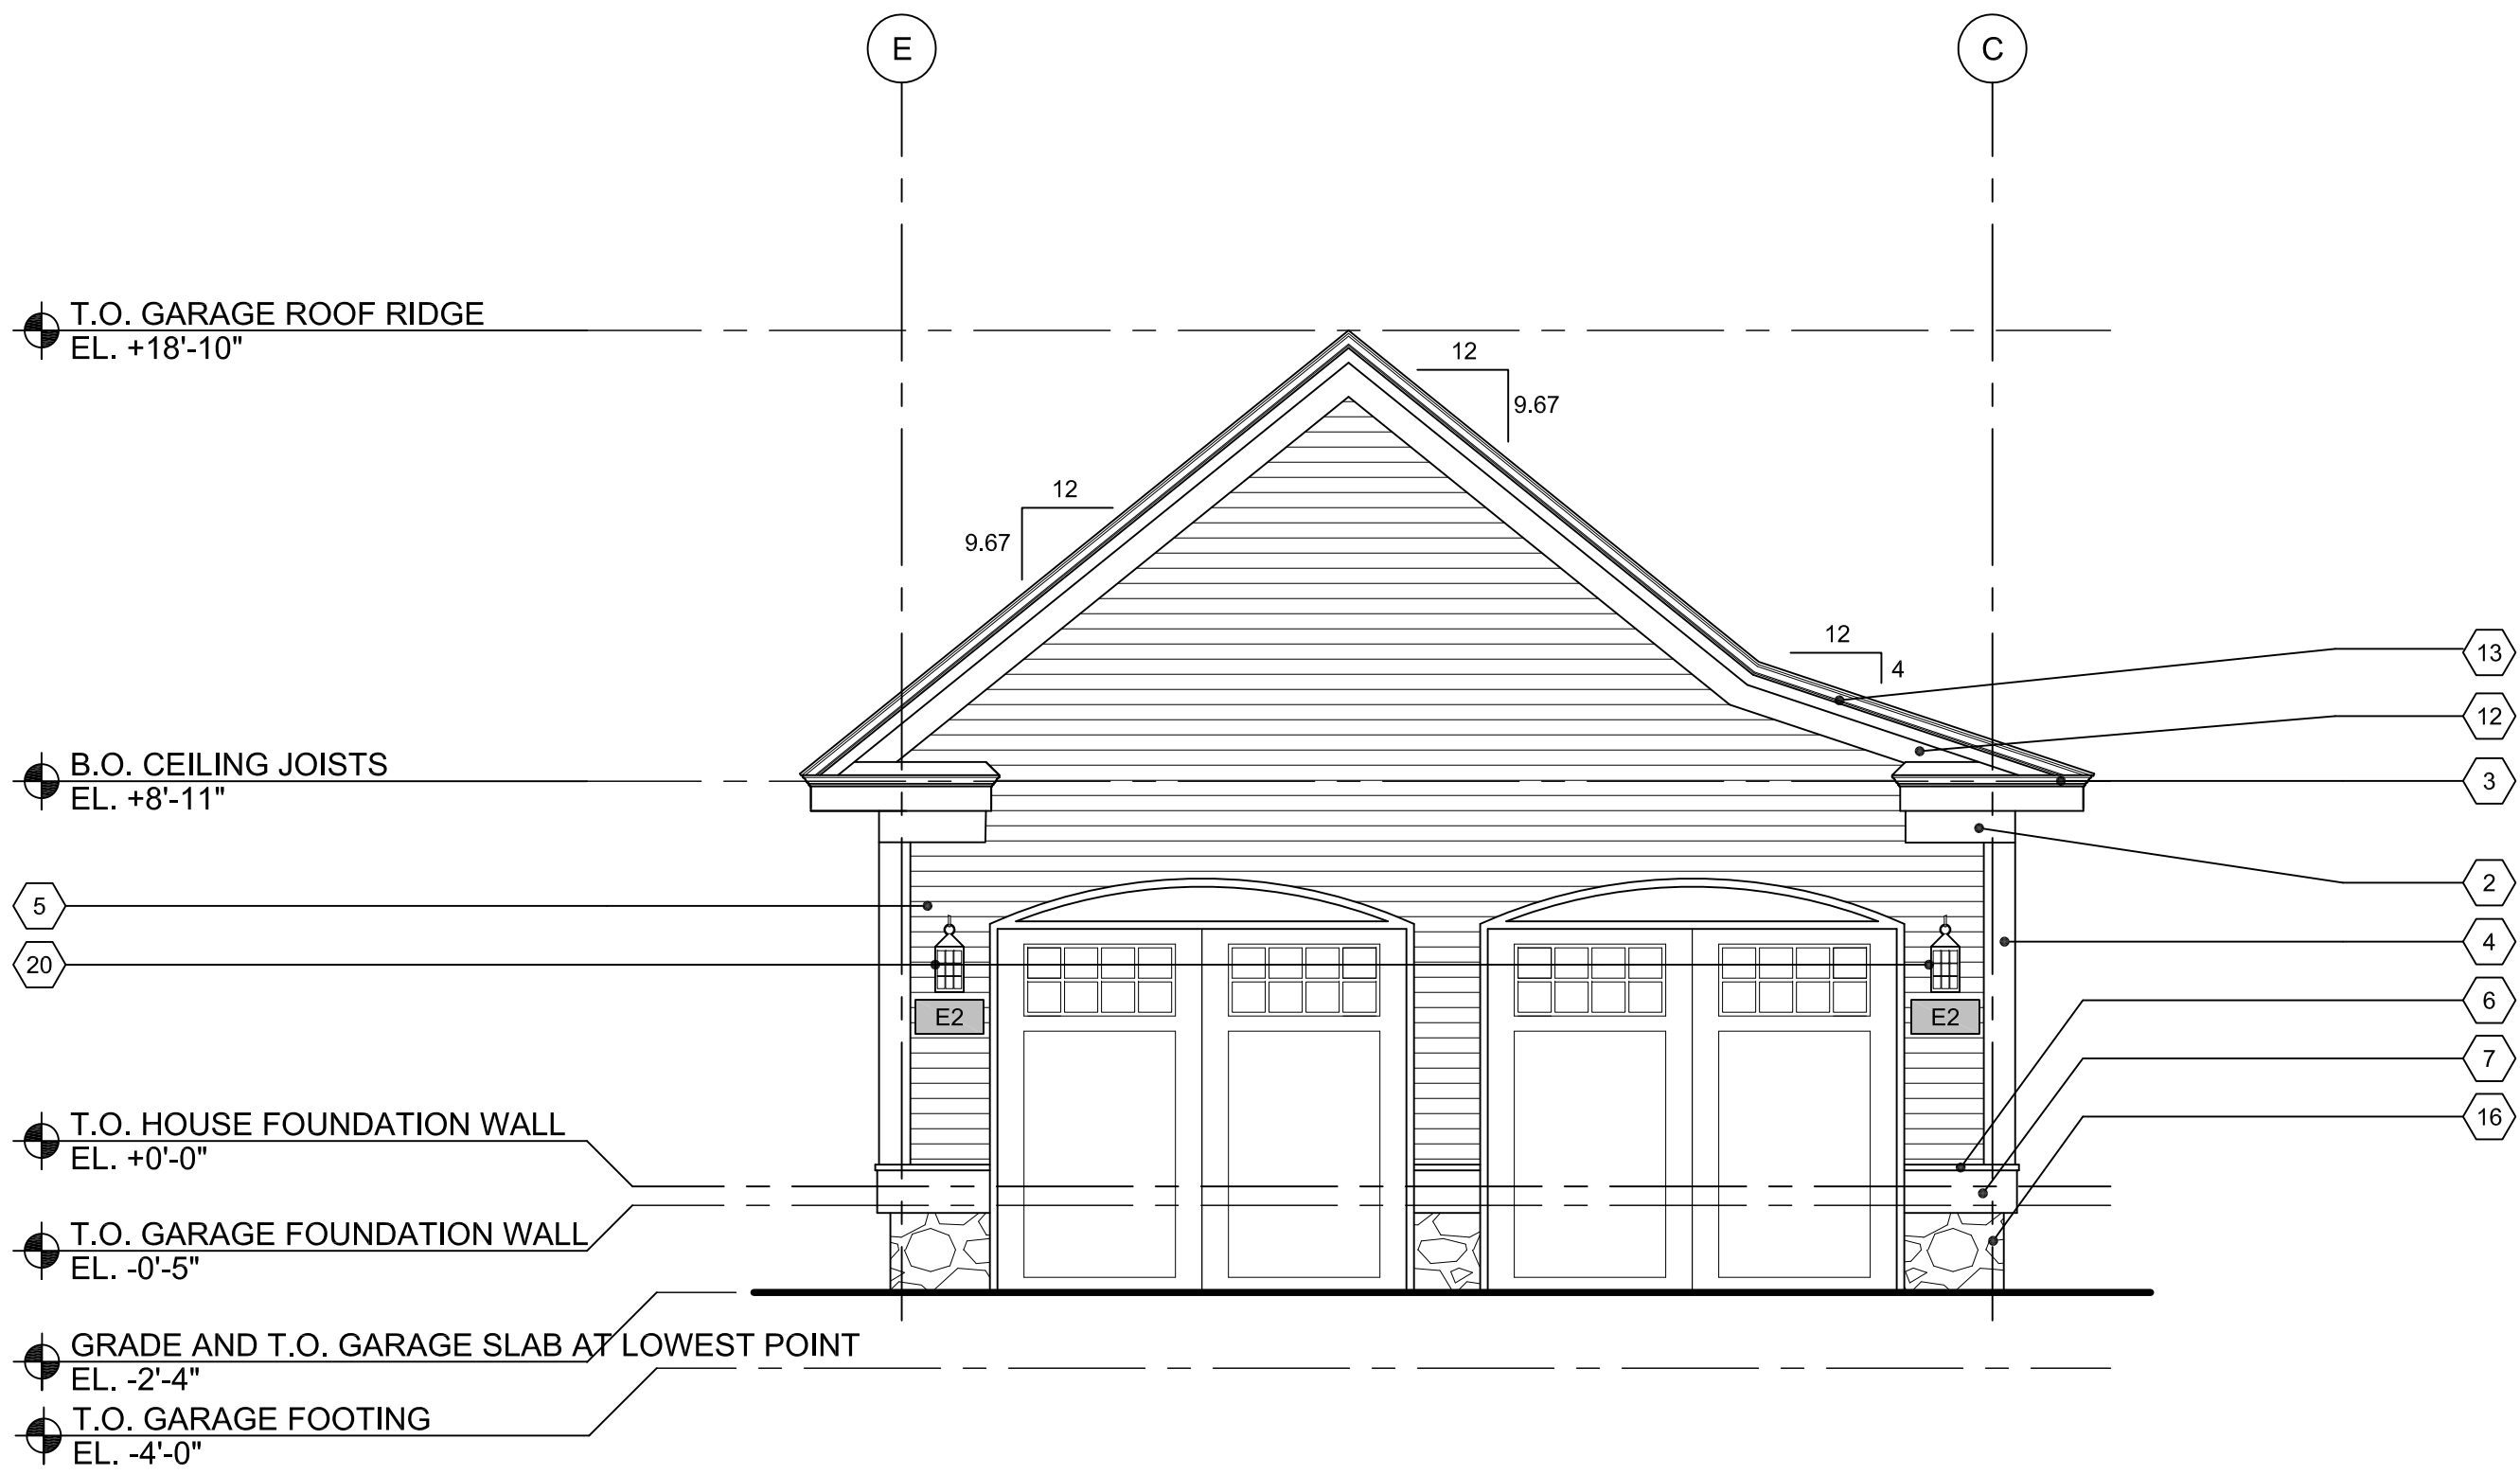 E
C
T.O. GARAGE ROOF RIDGE
EL. +18'-10"
12
9.67
12
9.67
12
4
13
12
B.O. CEILING JOISTS
EL. +8'-11"
3
2
5
4
20
6
E2
E2
7
T.O. HOUSE FOUNDATION WALL
EL. +0'-0"
16
T.O. GARAGE FOUNDATION WALL
EL. -0'-5"
GRADE AND T.O. GARAGE SLAB AT LOWEST POINT
EL. -2'-4"
T.O. GARAGE FOOTING
EL. -4'-0"